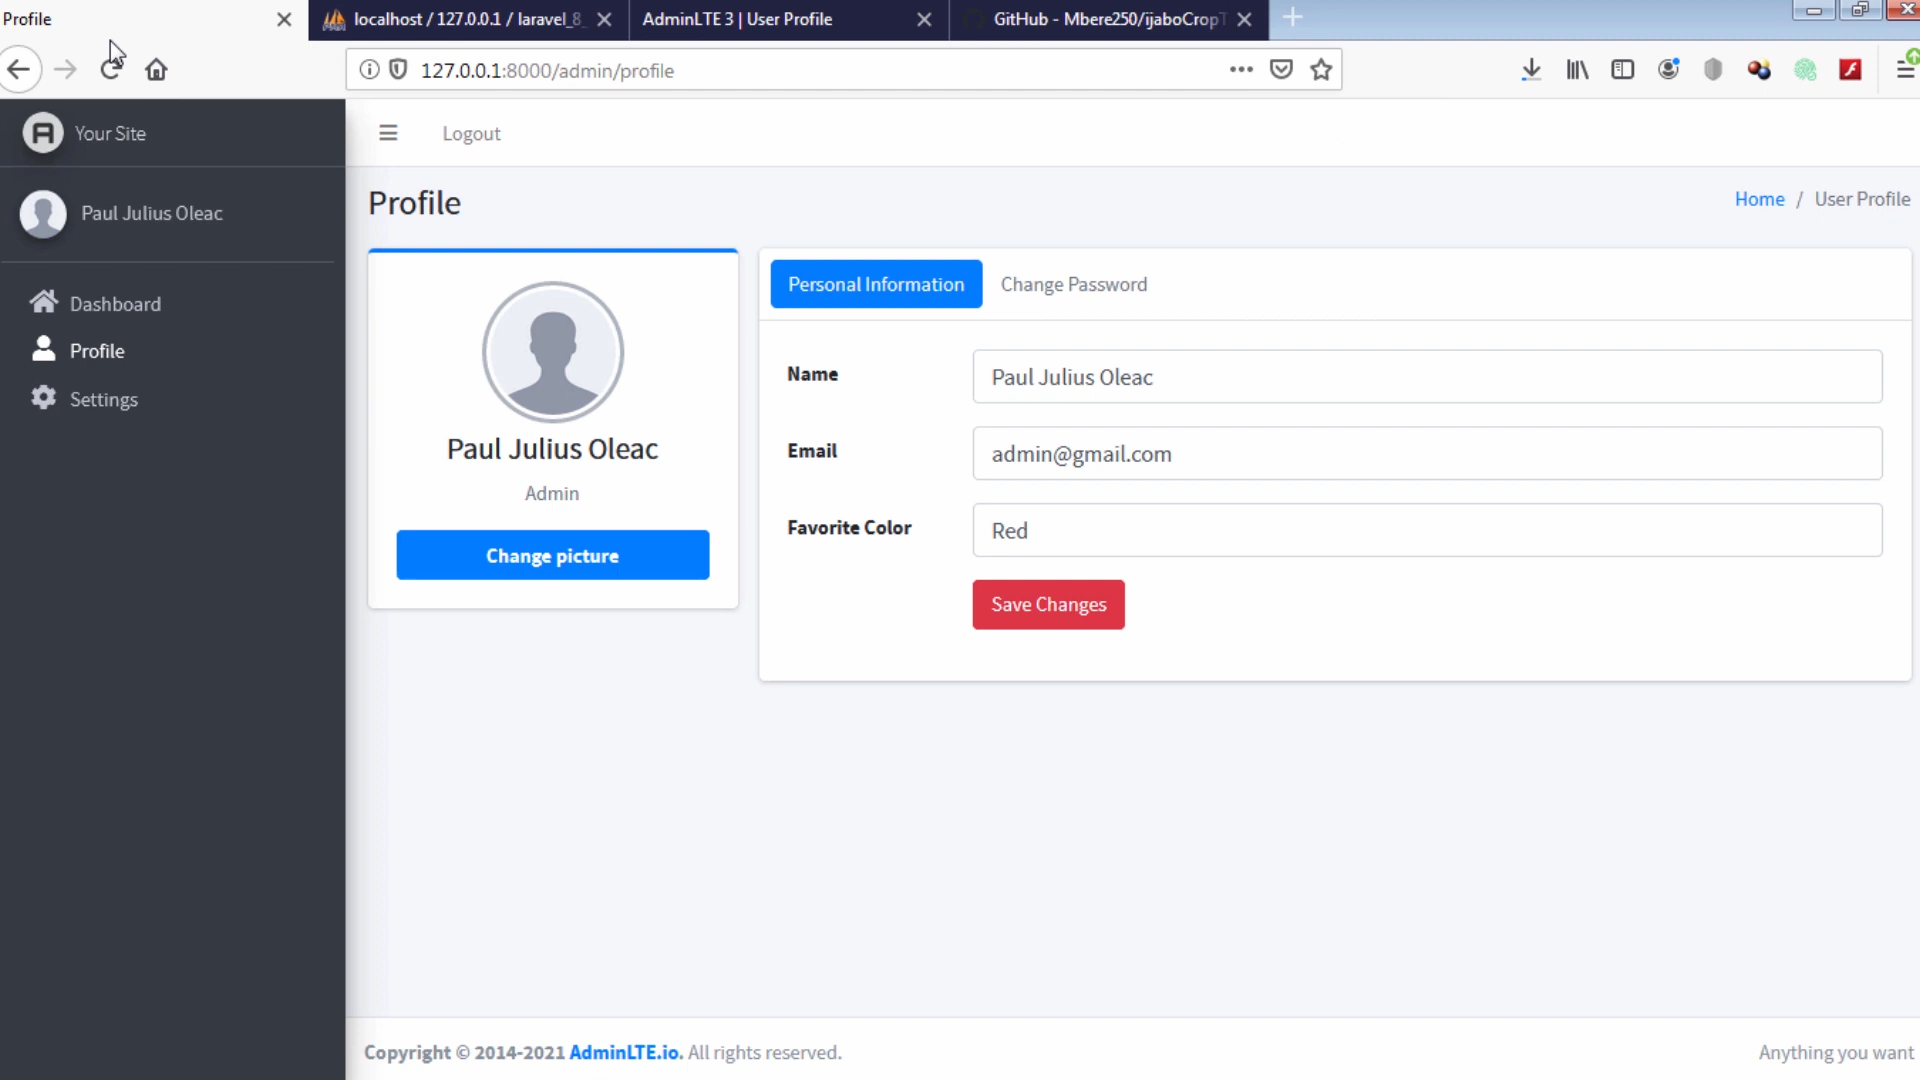 Profile
localhost / 127.0.0.1 / laravel_8_
AdminLTE 3 | User Profile
GitHub - Mbere250/ijaboCropT
127.0.0.1:8000/admin/profile
Your Site
Logout
Paul Julius Oleac
Dashboard
Profile
Settings
Profile
Home / User Profile
Paul Julius Oleac
Admin
Change picture
Personal Information
Change Password
Name
Paul Julius Oleac
Email
admin@gmail.com
Favorite Color
Red
Save Changes
Copyright © 2014-2021 AdminLTE.io. All rights reserved.
Anything you want